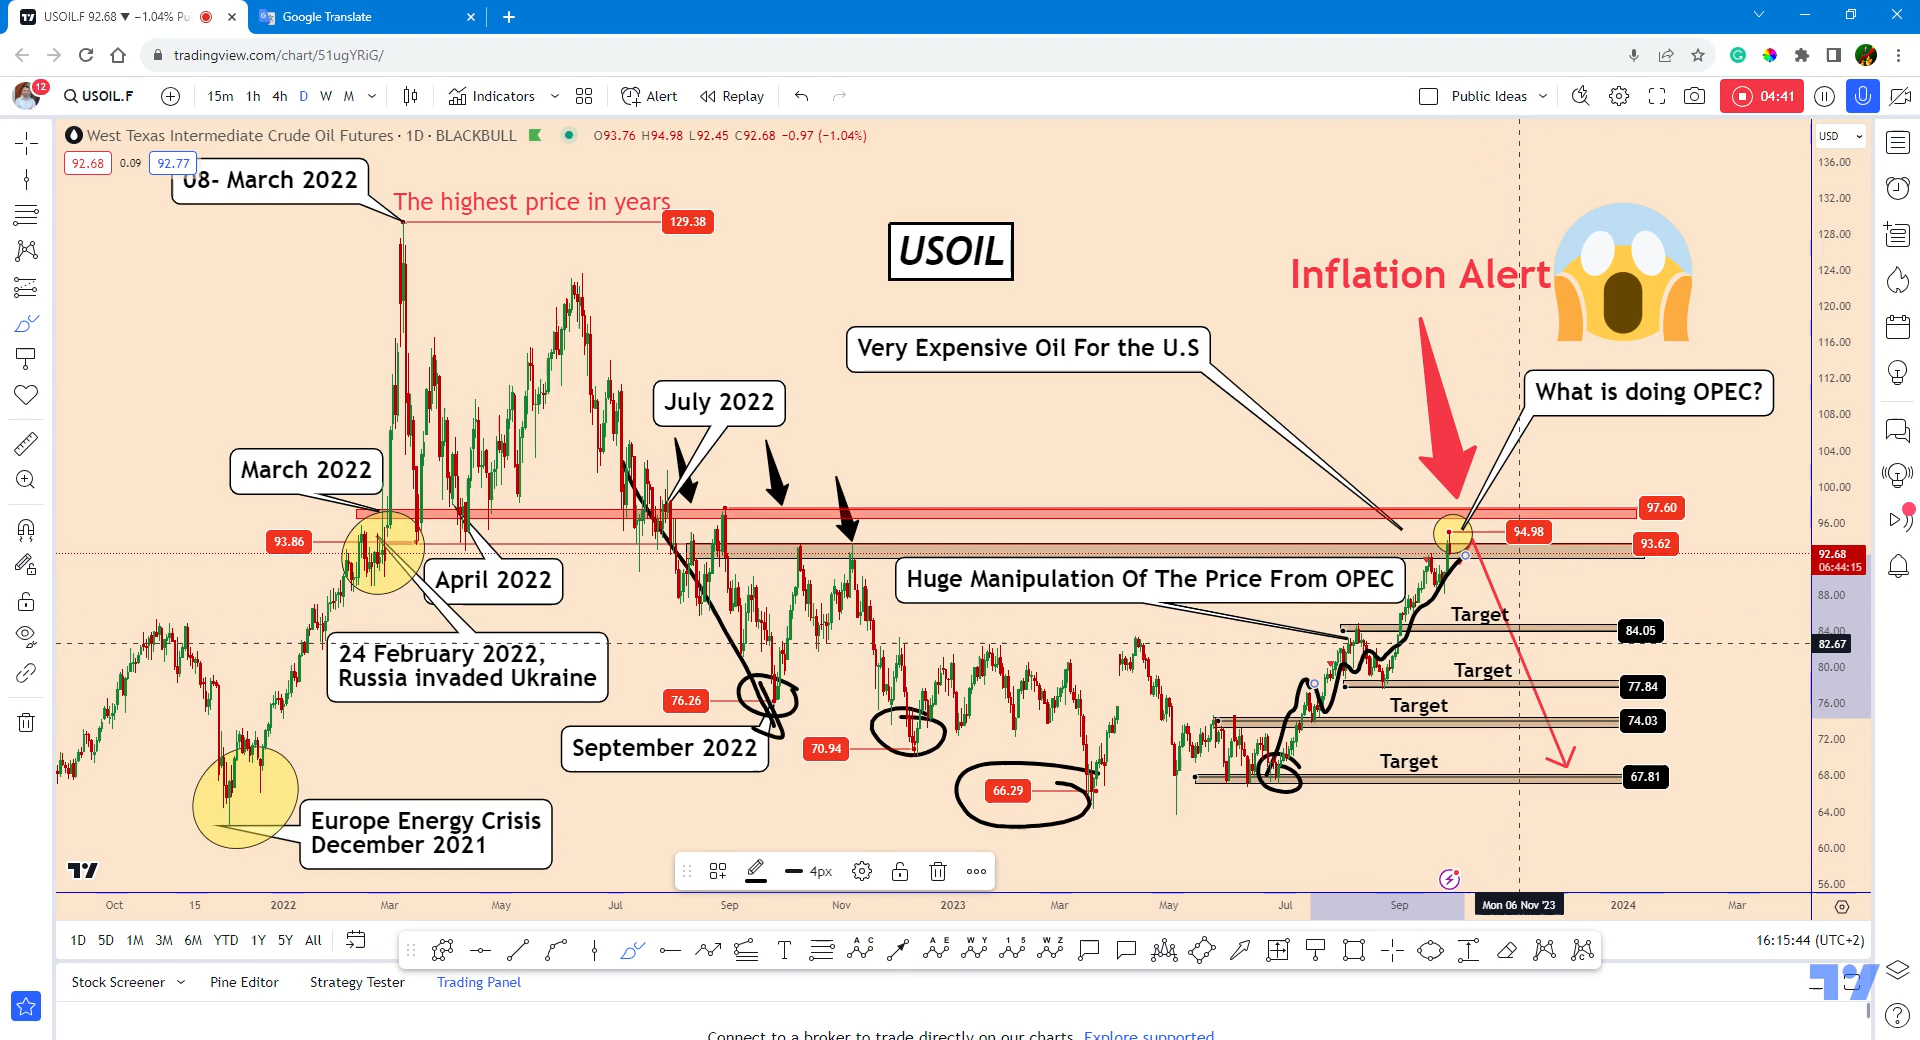 USOIL.F 92.68 ▼ −1.04% Pu
Google Translate
tradingview.com/chart/51ugYRiG/
12
USOIL.F
15m 1h 4h D W M
Indicators
Alert
Replay
Public Ideas
04:41
West Texas Intermediate Crude Oil Futures · 1D · BLACKBULL
O93.76 H94.98 L92.45 C92.68 −0.97 (−1.04%)
USD
92.68 0.09 92.77
08- March 2022
The highest price in years
129.38
USOIL
Inflation Alert
Very Expensive Oil For the U.S
What is doing OPEC?
July 2022
March 2022
97.60
94.98
93.86
93.62
April 2022
Huge Manipulation Of The Price From OPEC
24 February 2022,
Russia invaded Ukraine
Target
84.05
Target
77.84
76.26
Target
74.03
September 2022
70.94
Target
67.81
66.29
Europe Energy Crisis
December 2021
136.00
132.00
128.00
124.00
120.00
116.00
112.00
108.00
104.00
100.00
96.00
92.68
06:44:15
88.00
84.00
82.67
80.00
76.00
72.00
68.00
64.00
60.00
56.00
4px
Oct 15 2022 Mar May Jul Sep Nov 2023 Mar May Jul Sep Mon 06 Nov '23 2024 Mar
1D 5D 1M 3M 6M YTD 1Y 5Y All
16:15:44 (UTC+2)
T
A C
A E
W Y
1 5
W Z
Stock Screener
Pine Editor
Strategy Tester
Trading Panel
Connect to a broker to trade directly on our charts. Explore supported